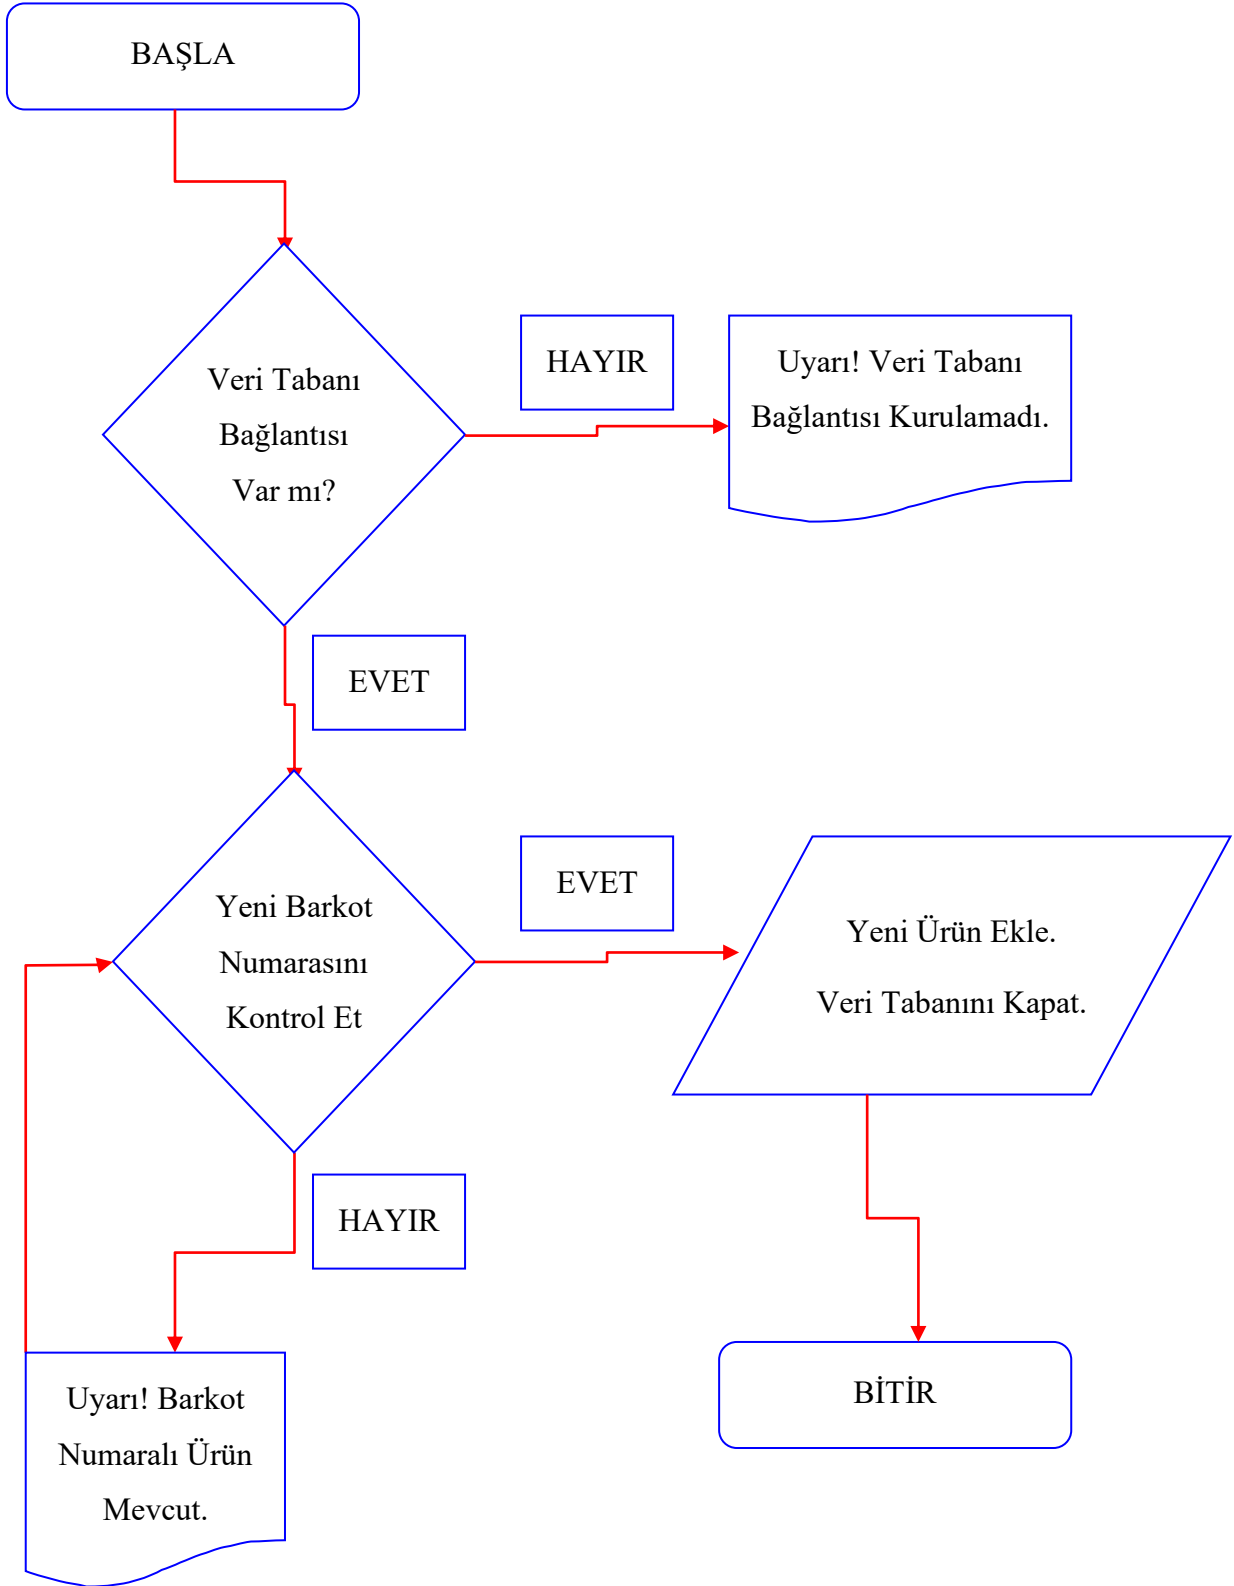 BAŞLA
HAYIR
Uyarı! Veri Tabanı
Bağlantısı Kurulamadı.
Veri Tabanı
Bağlantısı
Var mı?
EVET
EVET
Yeni Barkot
Numarasını
Kontrol Et
Yeni Ürün Ekle.
Veri Tabanını Kapat.
HAYIR
Uyarı! Barkot
Numaralı Ürün
Mevcut.
BİTİR